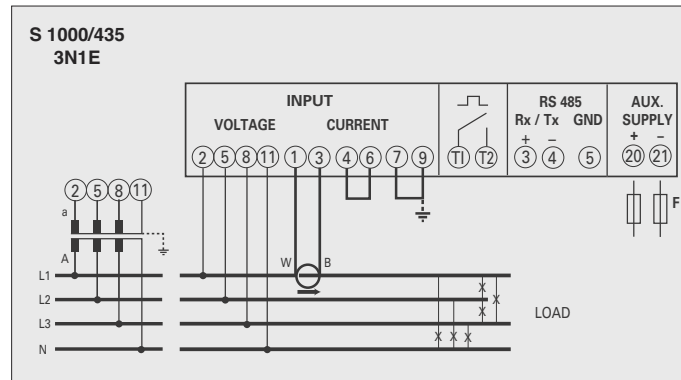 S 1000/435
3N1E
INPUT
VOLTAGE CURRENT
2 5 8 11 1 3 4 6 7 9
T1 T2
RS 485
Rx / Tx GND
+ –
3 4 5
AUX.
SUPPLY
+ –
20 21
F
2 5 8 11
a
A
W B
L1
L2
L3
N
X
X X
X
X X X
LOAD